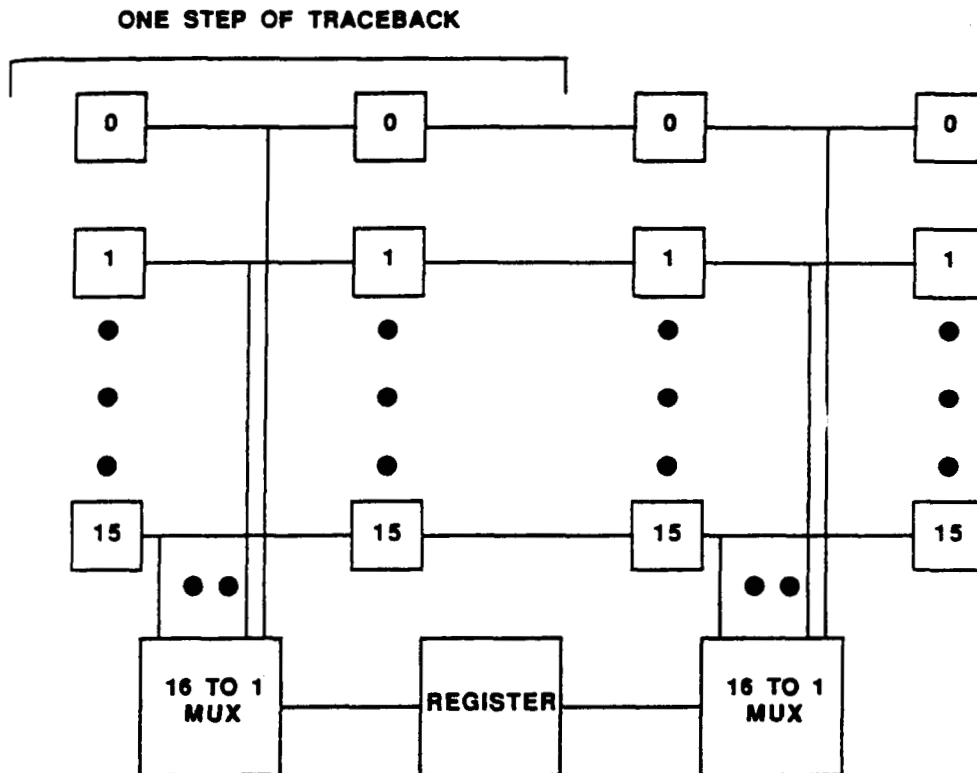 ONE STEP OF TRACEBACK
0 0 0 0
1 1 1 1
15 15 15 15
16 TO 1
MUX
REGISTER
16 TO 1
MUX